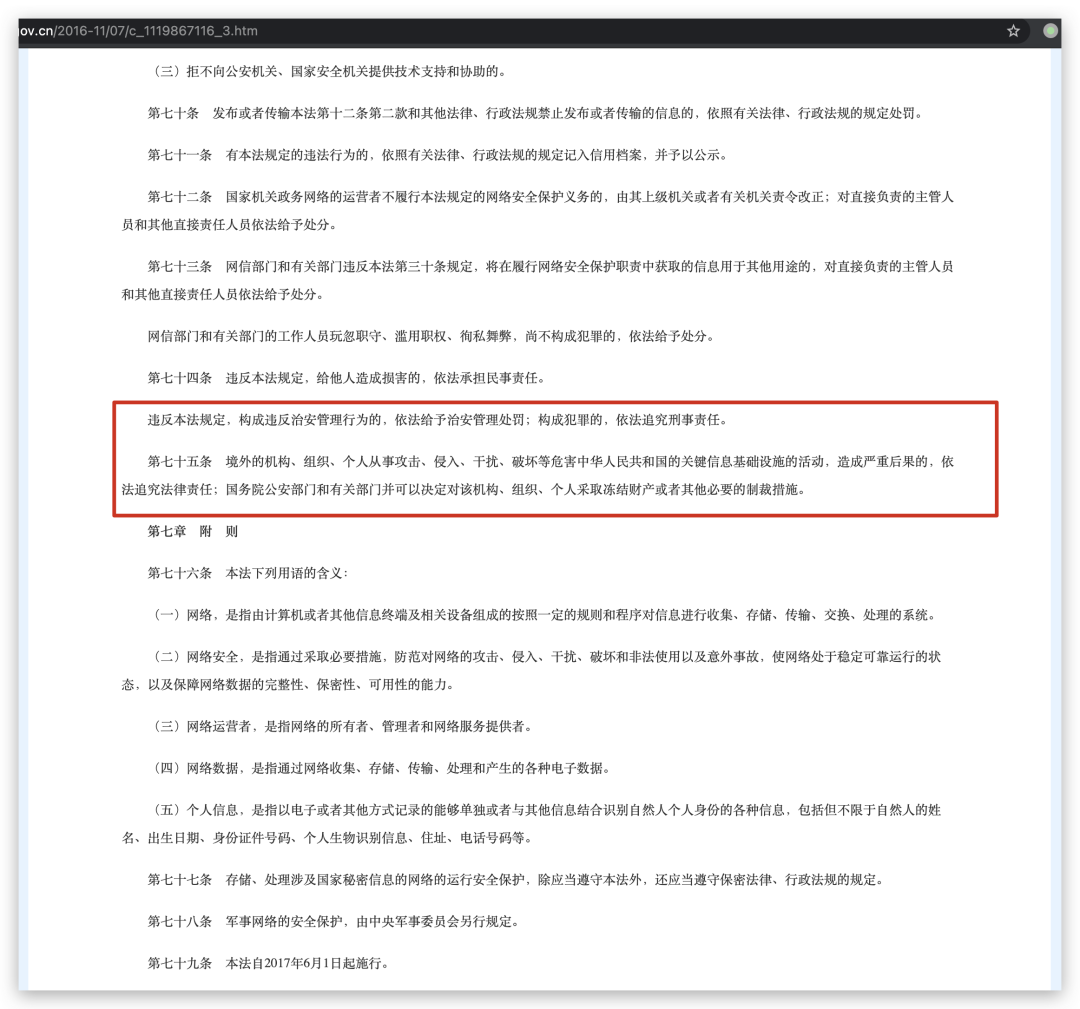 ov.cn/2016-11/07/c_1119867116_3.htm
（三）拒不向公安机关、国家安全机关提供技术支持和协助的。
第七十条　发布或者传输本法第十二条第二款和其他法律、行政法规禁止发布或者传输的信息的，依照有关法律、行政法规的规定处罚。
第七十一条　有本法规定的违法行为的，依照有关法律、行政法规的规定记入信用档案，并予以公示。
第七十二条　国家机关政务网络的运营者不履行本法规定的网络安全保护义务的，由其上级机关或者有关机关责令改正；对直接负责的主管人
员和其他直接责任人员依法给予处分。
第七十三条　网信部门和有关部门违反本法第三十条规定，将在履行网络安全保护职责中获取的信息用于其他用途的，对直接负责的主管人员
和其他直接责任人员依法给予处分。
网信部门和有关部门的工作人员玩忽职守、滥用职权、徇私舞弊，尚不构成犯罪的，依法给予处分。
第七十四条　违反本法规定，给他人造成损害的，依法承担民事责任。
违反本法规定，构成违反治安管理行为的，依法给予治安管理处罚；构成犯罪的，依法追究刑事责任。
第七十五条　境外的机构、组织、个人从事攻击、侵入、干扰、破坏等危害中华人民共和国的关键信息基础设施的活动，造成严重后果的，依
法追究法律责任；国务院公安部门和有关部门并可以决定对该机构、组织、个人采取冻结财产或者其他必要的制裁措施。
第七章　附　则
第七十六条　本法下列用语的含义：
（一）网络，是指由计算机或者其他信息终端及相关设备组成的按照一定的规则和程序对信息进行收集、存储、传输、交换、处理的系统。
（二）网络安全，是指通过采取必要措施，防范对网络的攻击、侵入、干扰、破坏和非法使用以及意外事故，使网络处于稳定可靠运行的状
态，以及保障网络数据的完整性、保密性、可用性的能力。
（三）网络运营者，是指网络的所有者、管理者和网络服务提供者。
（四）网络数据，是指通过网络收集、存储、传输、处理和产生的各种电子数据。
（五）个人信息，是指以电子或者其他方式记录的能够单独或者与其他信息结合识别自然人个人身份的各种信息，包括但不限于自然人的姓
名、出生日期、身份证件号码、个人生物识别信息、住址、电话号码等。
第七十七条　存储、处理涉及国家秘密信息的网络的运行安全保护，除应当遵守本法外，还应当遵守保密法律、行政法规的规定。
第七十八条　军事网络的安全保护，由中央军事委员会另行规定。
第七十九条　本法自2017年6月1日起施行。